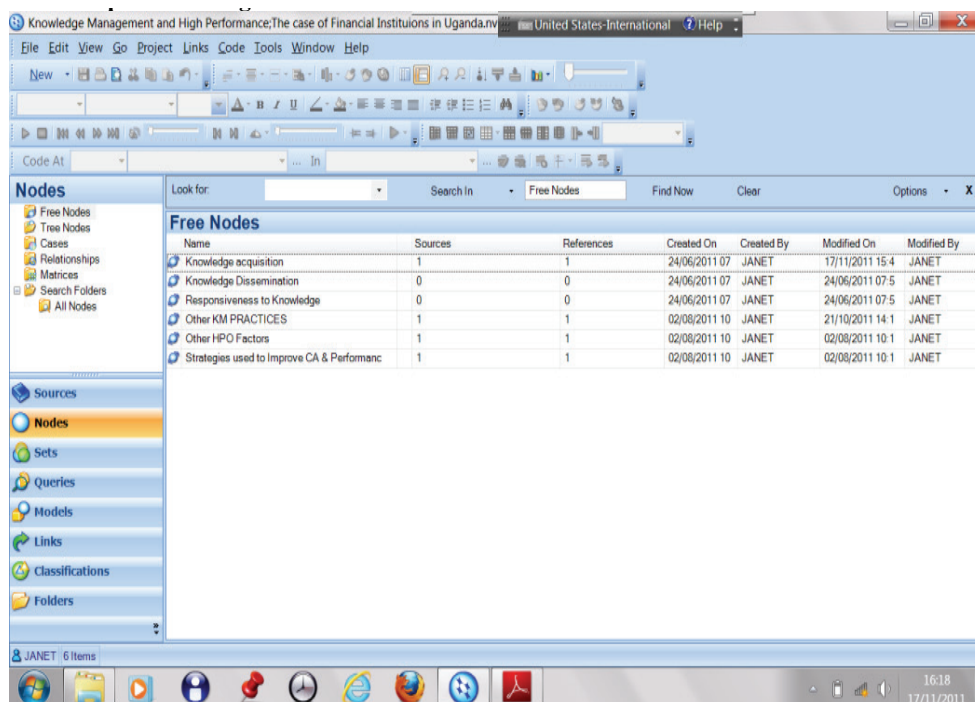 Knowledge Management and High Performance;The case of Financial Instituions in Uganda.nv
United States-International Help
File Edit View Go Project Links Code Tools Window Help
New
B I U
Code At ... In ...
Nodes
Free Nodes
Tree Nodes
Cases
Relationships
Matrices
Search Folders
All Nodes
Look for: Search In Free Nodes Find Now Clear Options X
Free Nodes
Name Sources References Created On Created By Modified On Modified By
Knowledge acquisition 1 1 24/06/2011 07 JANET 17/11/2011 15:4 JANET
Knowledge Dissemination 0 0 24/06/2011 07 JANET 24/06/2011 07:5 JANET
Responsiveness to Knowledge 0 0 24/06/2011 07 JANET 24/06/2011 07:5 JANET
Other KM PRACTICES 1 1 02/08/2011 10 JANET 21/10/2011 14:1 JANET
Other HPO Factors 1 1 02/08/2011 10 JANET 02/08/2011 10:1 JANET
Strategies used to Improve CA & Performanc 1 1 02/08/2011 10 JANET 02/08/2011 10:1 JANET
Sources
Nodes
Sets
Queries
Models
Links
Classifications
Folders
JANET 6 Items
16:18
17/11/2011